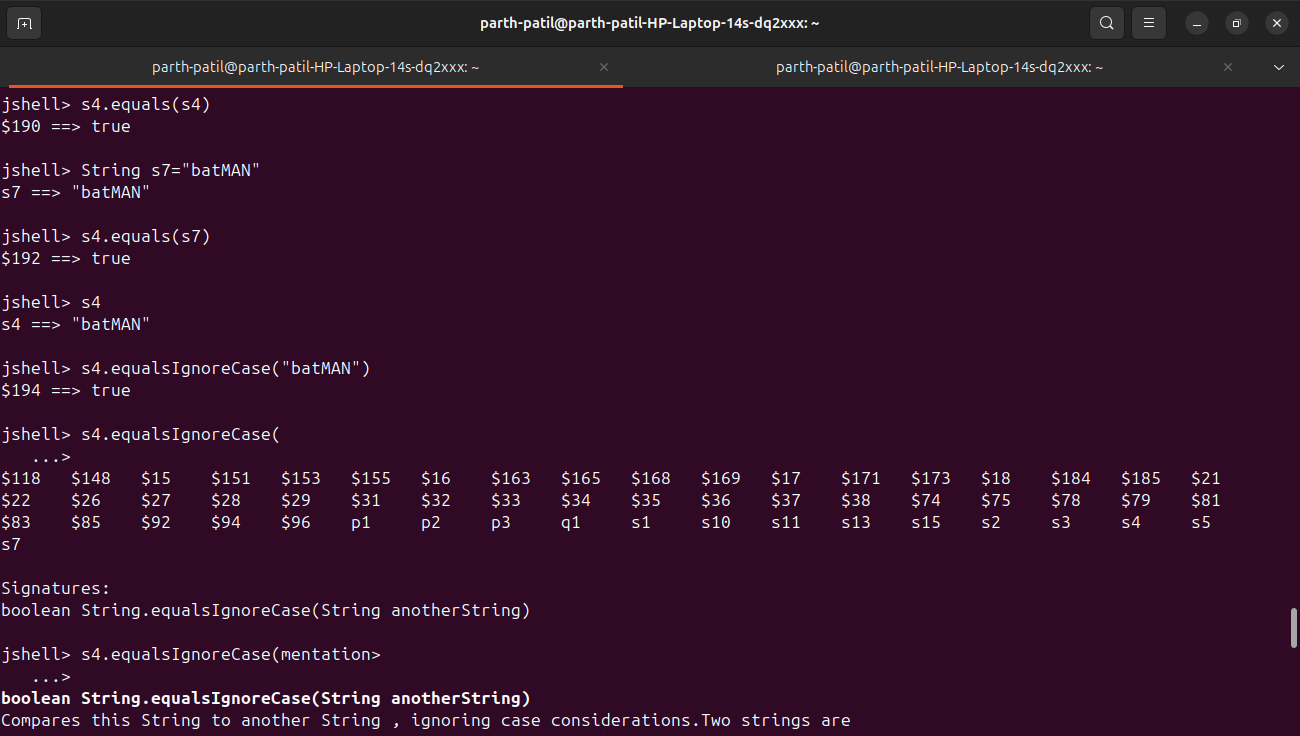 parth-patil@parth-patil-HP-Laptop-14s-dq2xxx: ~
parth-patil@parth-patil-HP-Laptop-14s-dq2xxx: ~
parth-patil@parth-patil-HP-Laptop-14s-dq2xxx: ~
jshell> s4.equals(s4)
$190 ==> true
jshell> String s7="batMAN"
s7 ==> "batMAN"
jshell> s4.equals(s7)
$192 ==> true
jshell> s4
s4 ==> "batMAN"
jshell> s4.equalsIgnoreCase("batMAN")
$194 ==> true
jshell> s4.equalsIgnoreCase(
...>
$118 $148 $15 $151 $153 $155 $16 $163 $165 $168 $169 $17 $171 $173 $18 $184 $185 $21
$22 $26 $27 $28 $29 $31 $32 $33 $34 $35 $36 $37 $38 $74 $75 $78 $79 $81
$83 $85 $92 $94 $96 p1 p2 p3 q1 s1 s10 s11 s13 s15 s2 s3 s4 s5
s7
Signatures:
boolean String.equalsIgnoreCase(String anotherString)
jshell> s4.equalsIgnoreCase(mentation>
...>
boolean String.equalsIgnoreCase(String anotherString)
Compares this String to another String , ignoring case considerations.Two strings are